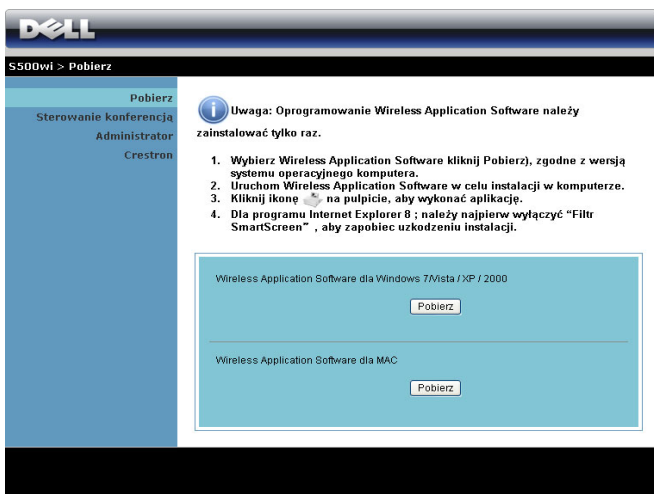 DELL
S500wi > Pobierz
Pobierz
Sterowanie konferencją
Administrator
Crestron
Uwaga: Oprogramowanie Wireless Application Software należy
zainstalować tylko raz.
1. Wybierz Wireless Application Software kliknij Pobierz), zgodne z wersją
systemu operacyjnego komputera.
2. Uruchom Wireless Application Software w celu instalacji w komputerze.
3. Kliknij ikonę na pulpicie, aby wykonać aplikację.
4. Dla programu Internet Explorer 8 ; należy najpierw wyłączyć “Filtr
SmartScreen” , aby zapobiec uzkodzeniu instalacji.
Wireless Application Software dla Windows 7/Vista / XP / 2000
Pobierz
Wireless Application Software dla MAC
Pobierz